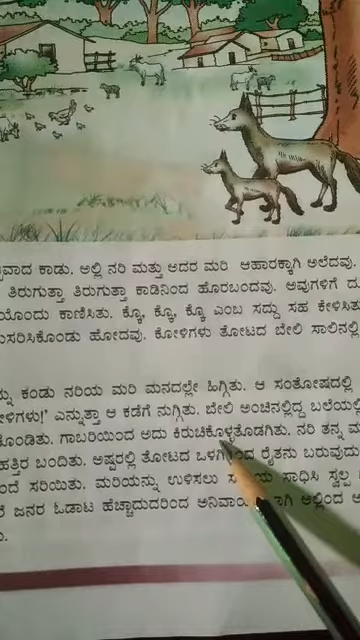 ವಾದ ಕಾಡು. ಅಲ್ಲಿ ನರಿ ಮತ್ತು ಅದರ ಮರಿ ಆಹಾರಕ್ಕಾಗಿ ಅಲೆದವು.
ತಿರುಗುತ್ತಾ ತಿರುಗುತ್ತಾ ಕಾಡಿನಿಂದ ಹೊರಬಂದವು. ಅವುಗಳಿಗೆ ದೂ
ಯೊಂದು ಕಾಣಿಸಿತು. ಕ್ಕೊ, ಕ್ಕೊ, ಕ್ಕೊ ಎಂಬ ಸದ್ದು ಸಹ ಕೇಳಿಸಿತು
ುಸರಿಸಿಕೊಂಡು ಹೋದವು. ಕೋಳಿಗಳು ತೋಟದ ಬೇಲಿ ಸಾಲಿನಲ್ಲಿ
ನ್ನು ಕಂಡು ನರಿಯ ಮರಿ ಮನದಲ್ಲೇ ಹಿಗ್ಗಿತು. ಆ ಸಂತೋಷದಲ್ಲಿ
ೇಳಿಗಳು!' ಎನ್ನುತ್ತಾ ಆ ಕಡೆಗೆ ನುಗ್ಗಿತು. ಬೇಲಿ ಅಂಚಿನಲ್ಲಿದ್ದ ಬಲೆಯಲ್ಲಿ
ಕೊಂಡಿತು. ಗಾಬರಿಯಿಂದ ಅದು ಕಿರುಚಿಕೊಳ್ಳತೊಡಗಿತು. ನರಿ ತನ್ನ ಮ
ಹತ್ತಿರ ಬಂದಿತು. ಅಷ್ಟರಲ್ಲಿ ತೋಟದ ರೈತನು ಬರುವುದು
ಂದೆ ಸರಿಯಿತು. ಮರಿಯನ್ನು ಉಳಿಸಲು ಸಾಧಿಸಿ ಸ್ವಲ್ಪ
ಜನರ ಓಡಾಟ ಹೆಚ್ಚಾದುದರಿಂದ ಅಲ್ಲಿಂದ ಅ